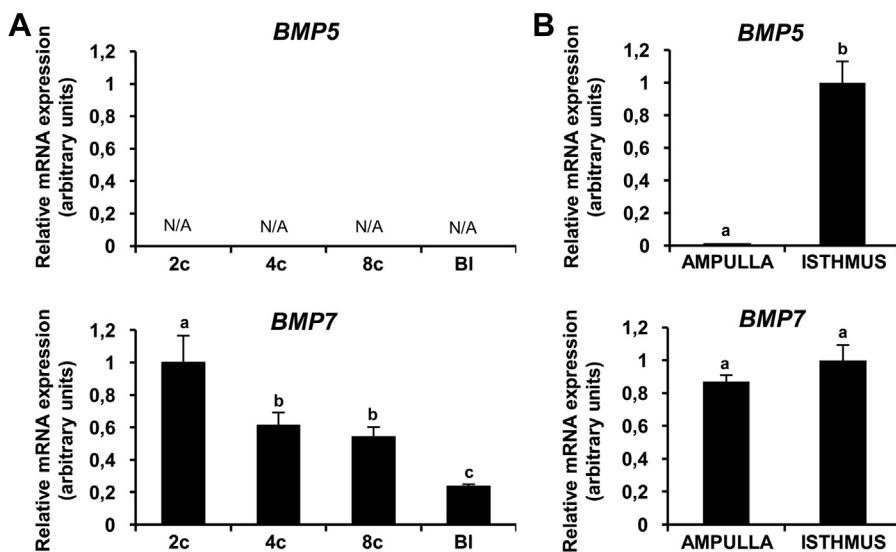 A
BMP5
Relative mRNA expression
(arbitrary units)
1,2
1
0,8
0,6
0,4
0,2
0
N/A N/A N/A N/A
2c 4c 8c Bl
B
BMP5
Relative mRNA expression
(arbitrary units)
1,2
1
0,8
0,6
0,4
0,2
0
a
b
AMPULLA ISTHMUS
BMP7
Relative mRNA expression
(arbitrary units)
1,2
1
0,8
0,6
0,4
0,2
0
a
b
b
c
2c 4c 8c Bl
BMP7
Relative mRNA expression
(arbitrary units)
1,2
1
0,8
0,6
0,4
0,2
0
a
a
AMPULLA ISTHMUS